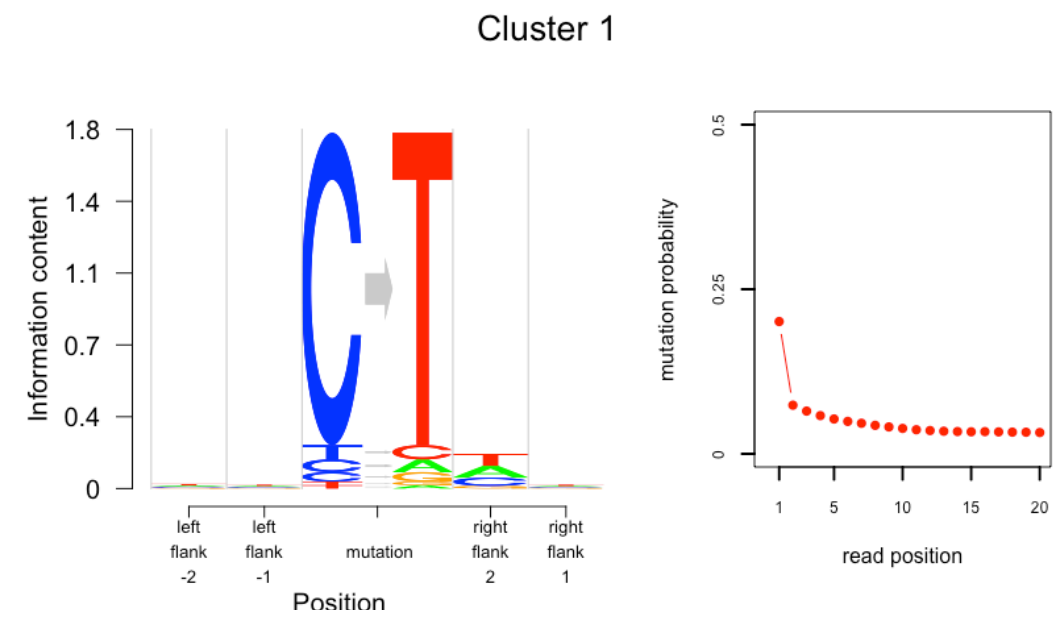 Cluster 1
Information content
1.8
1.4
1.1
0.7
0.4
0
C T
T C
C A
C G
T A C
left flank -2
left flank -1
mutation
right flank 2
right flank 1
Position
mutation probability
0.5
0.25
0
1 5 10 15 20
read position